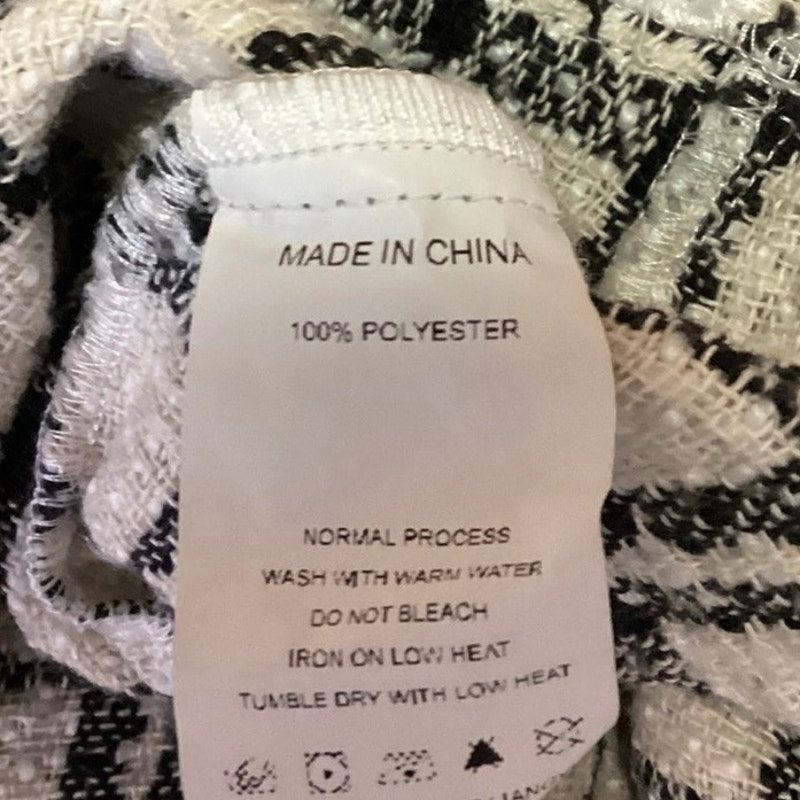 MADE IN CHINA
100% POLYESTER
NORMAL PROCESS
WASH WITH WARM WATER
DO NOT BLEACH
IRON ON LOW HEAT
TUMBLE DRY WITH LOW HEAT